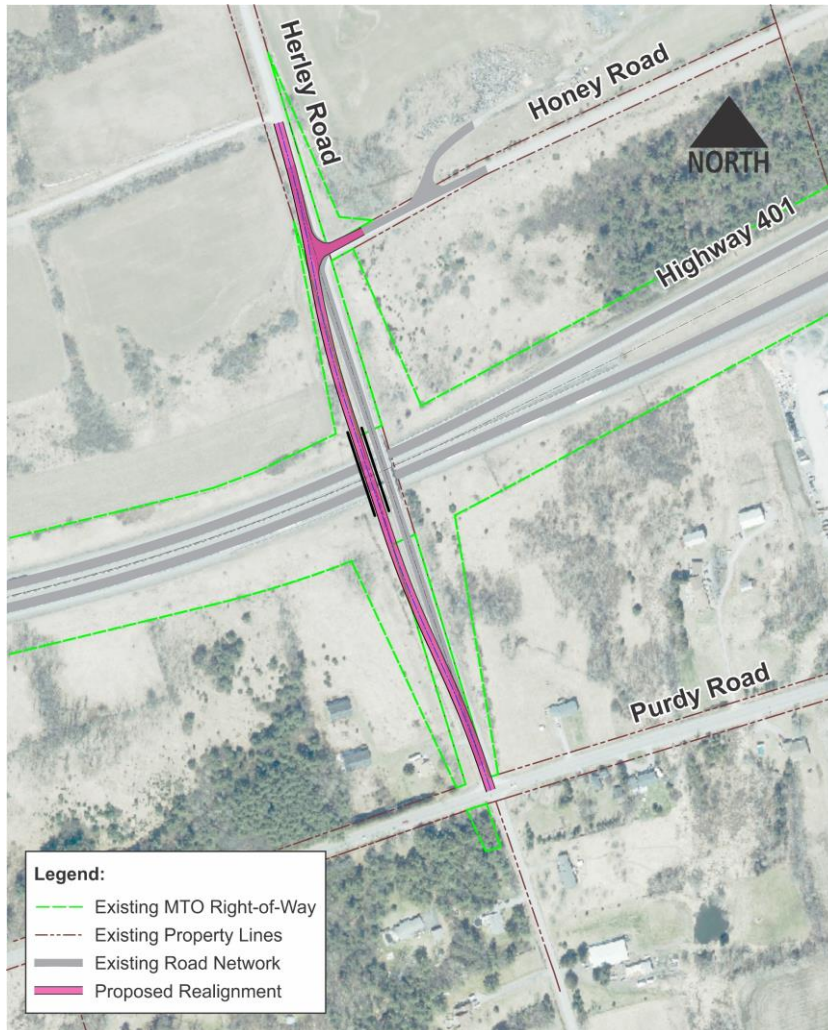 Herley Road
Honey Road
NORTH
Highway 401
Purdy Road
Legend:
Existing MTO Right-of-Way
Existing Property Lines
Existing Road Network
Proposed Realignment